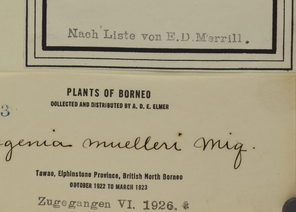 Nach Liste von E.D.Merrill.
PLANTS OF BORNEO
COLLECTED AND DISTRIBUTED BY A. D. E. ELMER
3
genia muelleri Miq.
Tawao, Elphinstone Province, British North Borneo
OCTOBER 1922 TO MARCH 1923
Zugegangen VI. 1926. *